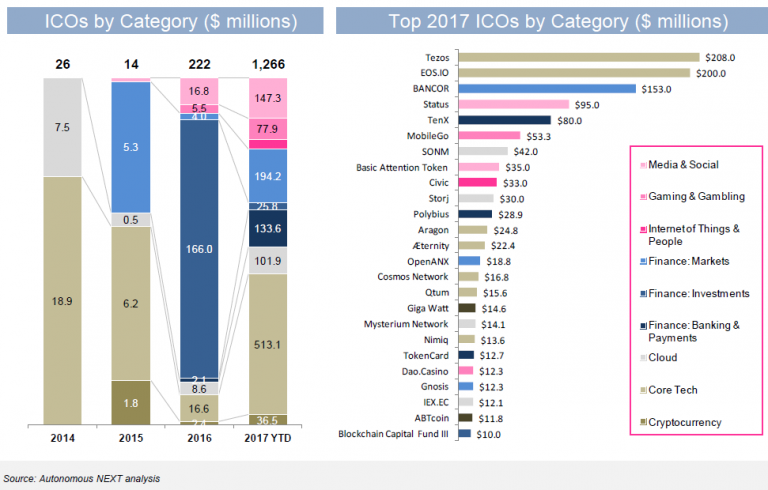 ICOs by Category ($ millions)
26 14 222 1,266
7.5
18.9
2014
5.3
0.5
6.2
1.8
2015
16.8
5.5
4.0
166.0
2.1
8.6
16.6
2016
147.3
77.9
194.2
25.8
133.6
101.9
513.1
36.5
2017 YTD
Top 2017 ICOs by Category ($ millions)
Tezos $208.0
EOS.IO $200.0
BANCOR $153.0
Status $95.0
TenX $80.0
MobileGo $53.3
SONM $42.0
Basic Attention Token $35.0
Civic $33.0
Storj $30.0
Polybius $28.9
Aragon $24.8
Æternity $22.4
OpenANX $18.8
Cosmos Network $16.8
Qtum $15.6
Giga Watt $14.6
Mysterium Network $14.1
Nimiq $13.6
TokenCard $12.7
Dao.Casino $12.3
Gnosis $12.3
IEX.EC $12.1
ABTcoin $11.8
Blockchain Capital Fund III $10.0
Media & Social
Gaming & Gambling
Internet of Things &
People
Finance: Markets
Finance: Investments
Finance: Banking &
Payments
Cloud
Core Tech
Cryptocurrency
Source: Autonomous NEXT analysis